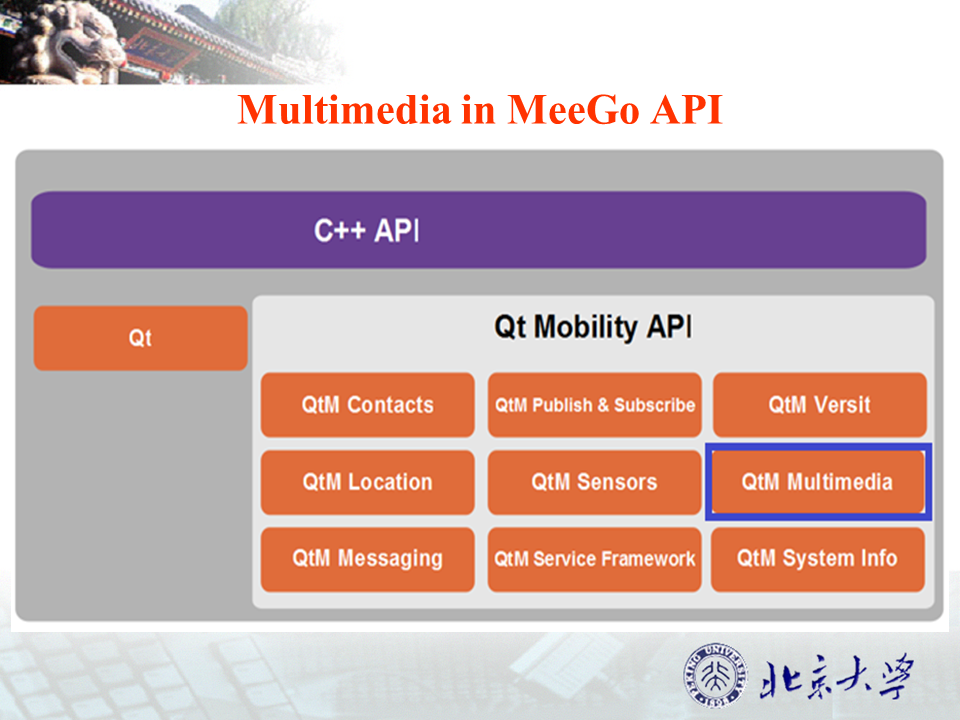 Multimedia in MeeGo API
C++ API
Qt
Qt Mobility API
QtM Contacts
QtM Publish & Subscribe
QtM Versit
QtM Location
QtM Sensors
QtM Multimedia
QtM Messaging
QtM Service Framework
QtM System Info
PEKING UNIVERSITY
1898
北京大学